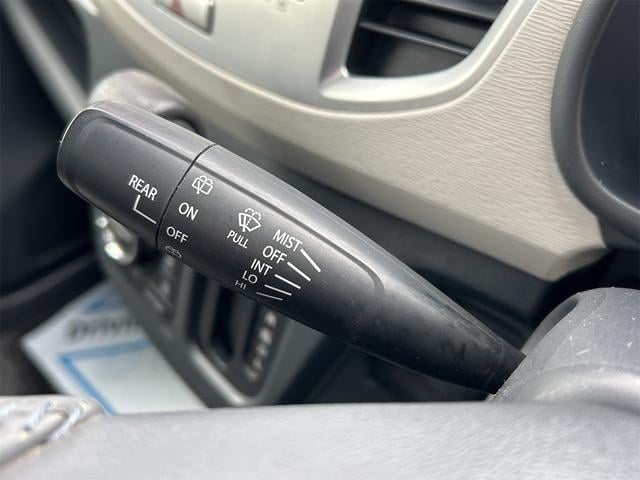 REAR
ON
OFF
PULL
MIST
OFF
INT
LO
HI